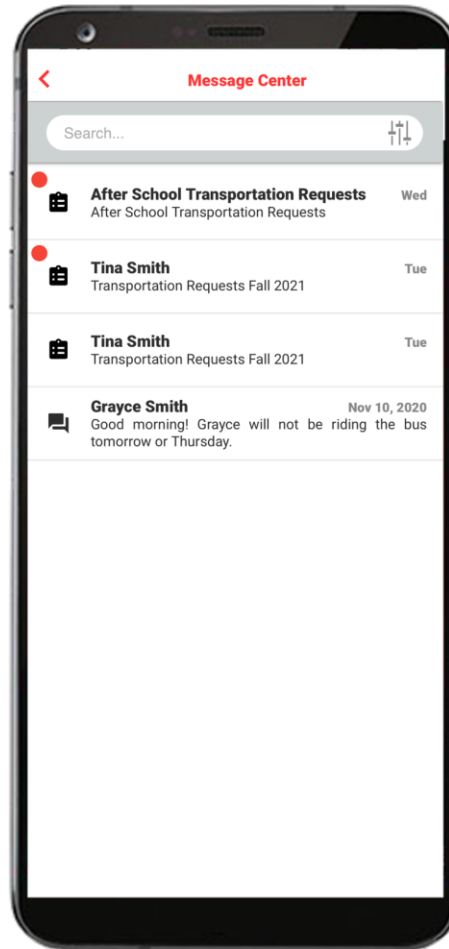 Message Center
Search...
After School Transportation Requests Wed
After School Transportation Requests
Tina Smith Tue
Transportation Requests Fall 2021
Tina Smith Tue
Transportation Requests Fall 2021
Grayce Smith Nov 10, 2020
Good morning! Grayce will not be riding the bus
tomorrow or Thursday.